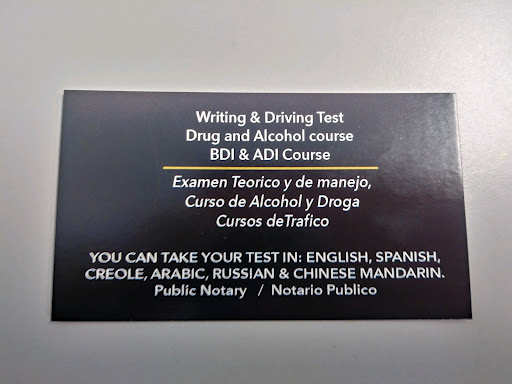 Writing & Driving Test
Drug and Alcohol course
BDI & ADI Course
Examen Teorico y de manejo,
Curso de Alcohol y Droga
Cursos deTrafico
YOU CAN TAKE YOUR TEST IN: ENGLISH, SPANISH,
CREOLE, ARABIC, RUSSIAN & CHINESE MANDARIN.
Public Notary / Notario Publico